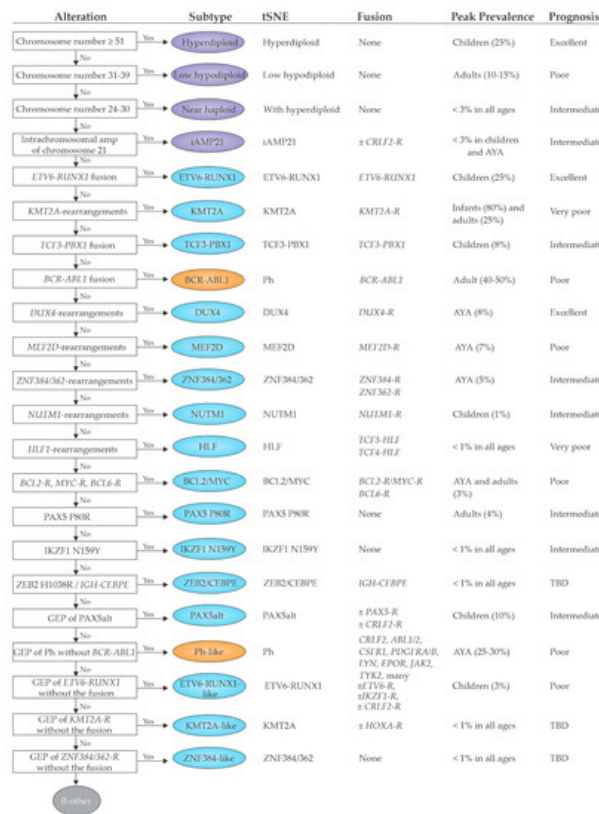 Alteration Subtype tSNE Fusion Peak Prevalence Prognosis
Chromosome number ≥ 51 Yes Hyperdiploid Hyperdiploid None Children (25%) Excellent
No
Chromosome number 31-39 Yes Low hypodiploid Low hypodiploid None Adults (10-15%) Poor
No
Chromosome number 24-30 Yes Near haploid With hyperdiploid None < 3% in all ages Intermediate
No
Intrachromosomal amp Yes iAMP21 iAMP21 ± CRLF2-R < 3% in children Intermediate
of chromosome 21 and AYA
No
ETV6-RUNX1 fusion Yes ETV6-RUNX1 ETV6-RUNX1 ETV6-RUNX1 Children (25%) Excellent
No
KMT2A-rearrangements Yes KMT2A KMT2A KMT2A-R Infants (80%) and Very poor
adults (25%)
No
TCF3-PBX1 fusion Yes TCF3-PBX1 TCF3-PBX1 TCF3-PBX1 Children (8%) Intermediate
No
BCR-ABL1 fusion Yes BCR-ABL1 Ph BCR-ABL1 Adult (40-50%) Poor
No
DUX4-rearrangements Yes DUX4 DUX4 DUX4-R AYA (8%) Excellent
No
MEF2D-rearrangements Yes MEF2D MEF2D MEF2D-R AYA (7%) Poor
No
ZNF384/362-rearrangements Yes ZNF384/362 ZNF384/362 ZNF384-R AYA (5%) Intermediate
ZNF362-R
No
NUTM1-rearrangements Yes NUTM1 NUTM1 NUTM1-R Children (1%) Intermediate
No
HLF1-rearrangements Yes HLF HLF TCF3-HLF < 1% in all ages Very poor
TCF4-HLF
No
BCL2-R, MYC-R, BCL6-R Yes BCL2/MYC BCL2/MYC BCL2-R/MYC-R AYA and adults Poor
BCL6-R (3%)
No
PAX5 P80R Yes PAX5 P80R PAX5 P80R None Adults (4%) Intermediate
No
IKZF1 N159Y Yes IKZF1 N159Y IKZF1 N159Y None < 1% in all ages Intermediate
No
ZEB2 H1038R / IGH-CEBPE Yes ZEB2/CEBPE ZEB2/CEBPE IGH-CEBPE < 1% in all ages TBD
No
GEP of PAX5alt Yes PAX5alt PAX5alt ± PAX5-R Children (10%) Intermediate
± CRLF2-R
No
GEP of Ph without BCR-ABL1 Yes Ph-like Ph CRLF2, ABL1/2, AYA (25-30%) Poor
CSF1R, PDGFRA/B,
LYN, EPOR, JAK2,
TYK2, many
No
GEP of ETV6-RUNX1 Yes ETV6-RUNX1- ETV6-RUNX1 ±ETV6-R, Children (3%) Poor
without the fusion like ±IKZF1-R,
± CRLF2-R
No
GEP of KMT2A-R Yes KMT2A-like KMT2A ± HOXA-R < 1% in all ages TBD
without the fusion
No
GEP of ZNF384/362-R Yes ZNF384-like ZNF384/362 None < 1% in all ages TBD
without the fusion
No
B-other